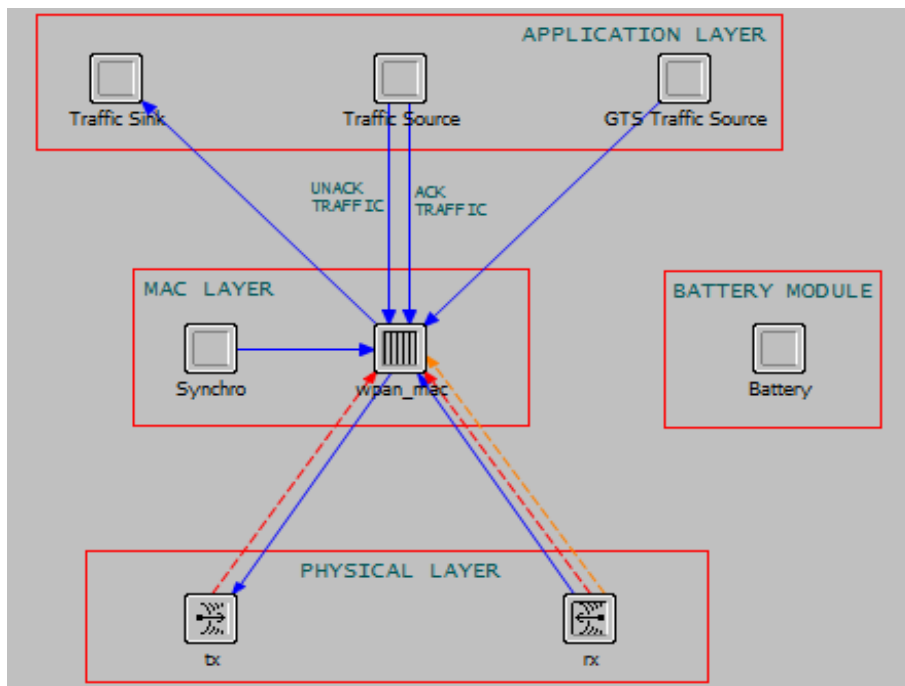 APPLICATION LAYER
Traffic Sink
Traffic Source
GTS Traffic Source
UNACK
TRAFFIC
ACK
TRAFFIC
MAC LAYER
BATTERY MODULE
Synchro
wpan_mac
Battery
PHYSICAL LAYER
tx
rx